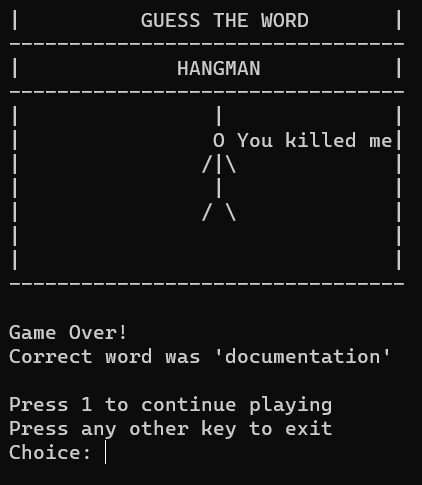 GUESS THE WORD
HANGMAN
O You killed me
Game Over!
Correct word was 'documentation'
Press 1 to continue playing
Press any other key to exit
Choice: